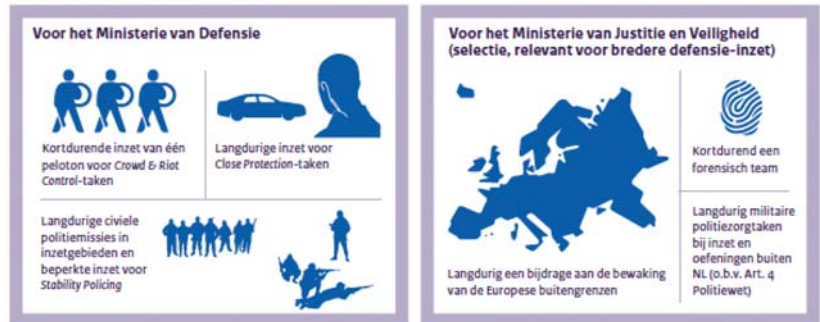 Voor het Ministerie van Defensie
Kortdurende inzet van één
peloton voor Crowd & Riot
Control-taken
Langdurige inzet voor
Close Protection-taken
Langdurige civiele
politiemissies in
inzetgebieden en
beperkte inzet voor
Stability Policing
Voor het Ministerie van Justitie en Veiligheid
(selectie, relevant voor bredere defensie-inzet)
Langdurig een bijdrage aan de bewaking
van de Europese buitengrenzen
Kortdurend een
forensisch team
Langdurig militaire
politiezorgtaken
bij inzet en
oefeningen buiten
NL (o.b.v. Art. 4
Politiewet)